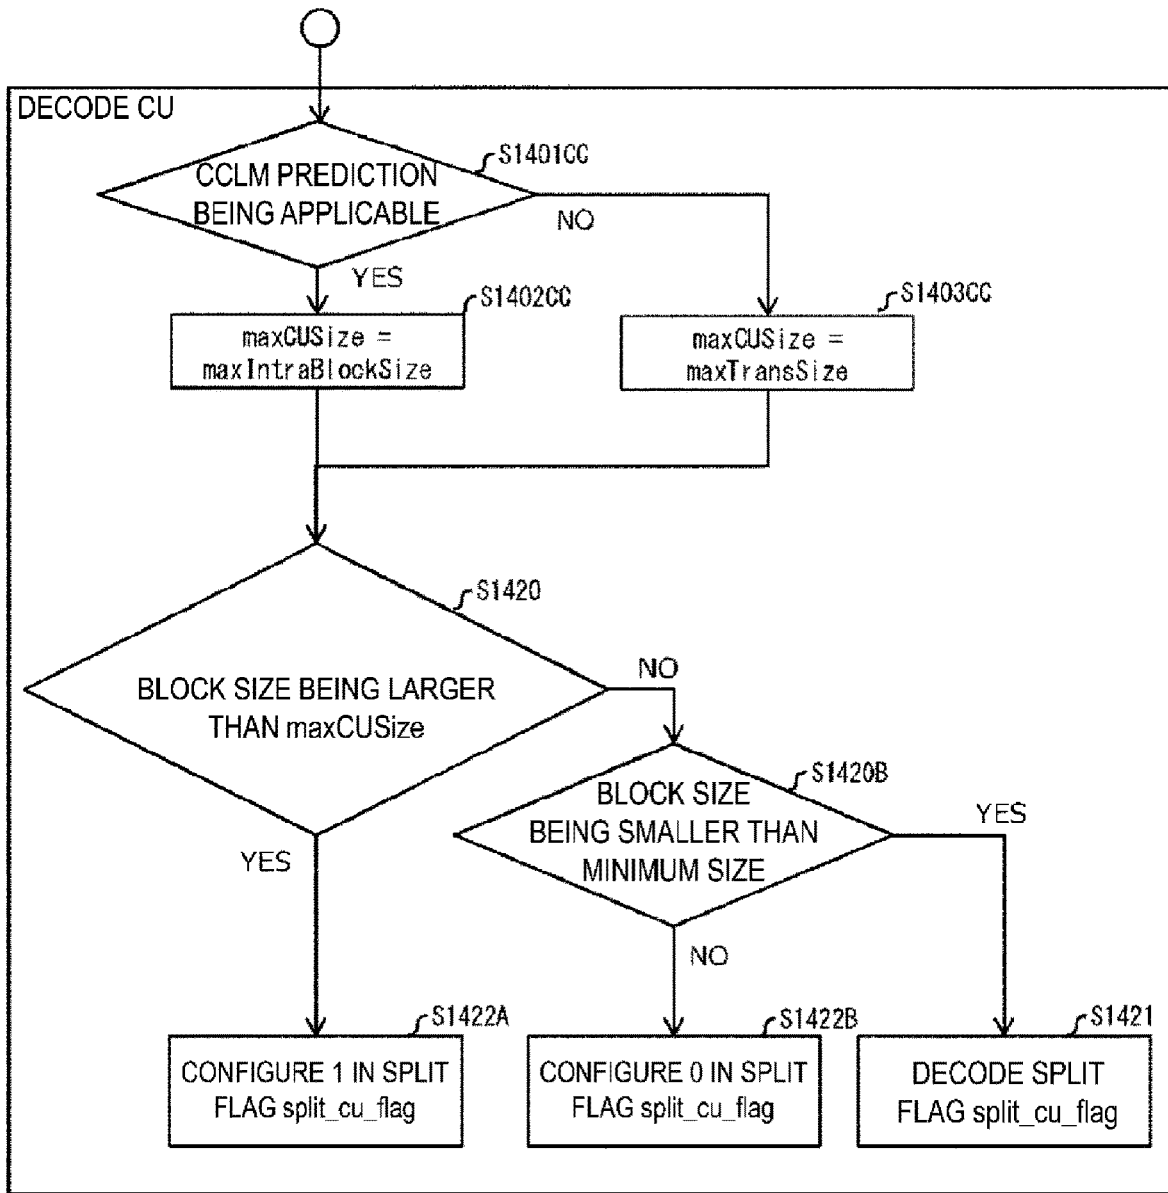 DECODE CU
S1401CC
CCLM PREDICTION
BEING APPLICABLE
NO
YES
S1402CC
maxCUSize =
maxIntraBlockSize
S1403CC
maxCUSize =
maxTransSize
S1420
BLOCK SIZE BEING LARGER
THAN maxCUSize
NO
YES
S1420B
BLOCK SIZE
BEING SMALLER THAN
MINIMUM SIZE
YES
NO
S1422A
CONFIGURE 1 IN SPLIT
FLAG split_cu_flag
S1422B
CONFIGURE 0 IN SPLIT
FLAG split_cu_flag
S1421
DECODE SPLIT
FLAG split_cu_flag